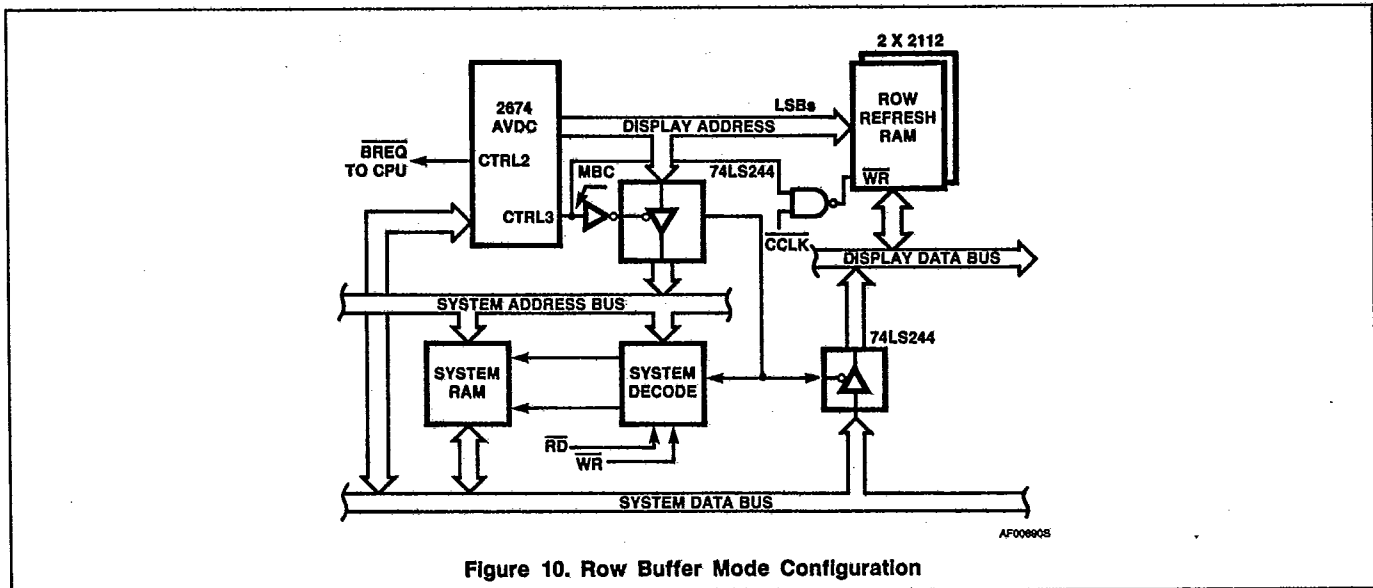 2 X 2112
2674
AVDC
LSBs
ROW
REFRESH
RAM
DISPLAY ADDRESS
BREQ
TO CPU
CTRL2
MBC
74LS244
WR
CTRL3
CCLK
DISPLAY DATA BUS
SYSTEM ADDRESS BUS
74LS244
SYSTEM
RAM
SYSTEM
DECODE
RD
WR
SYSTEM DATA BUS
AF00690S
Figure 10. Row Buffer Mode Configuration